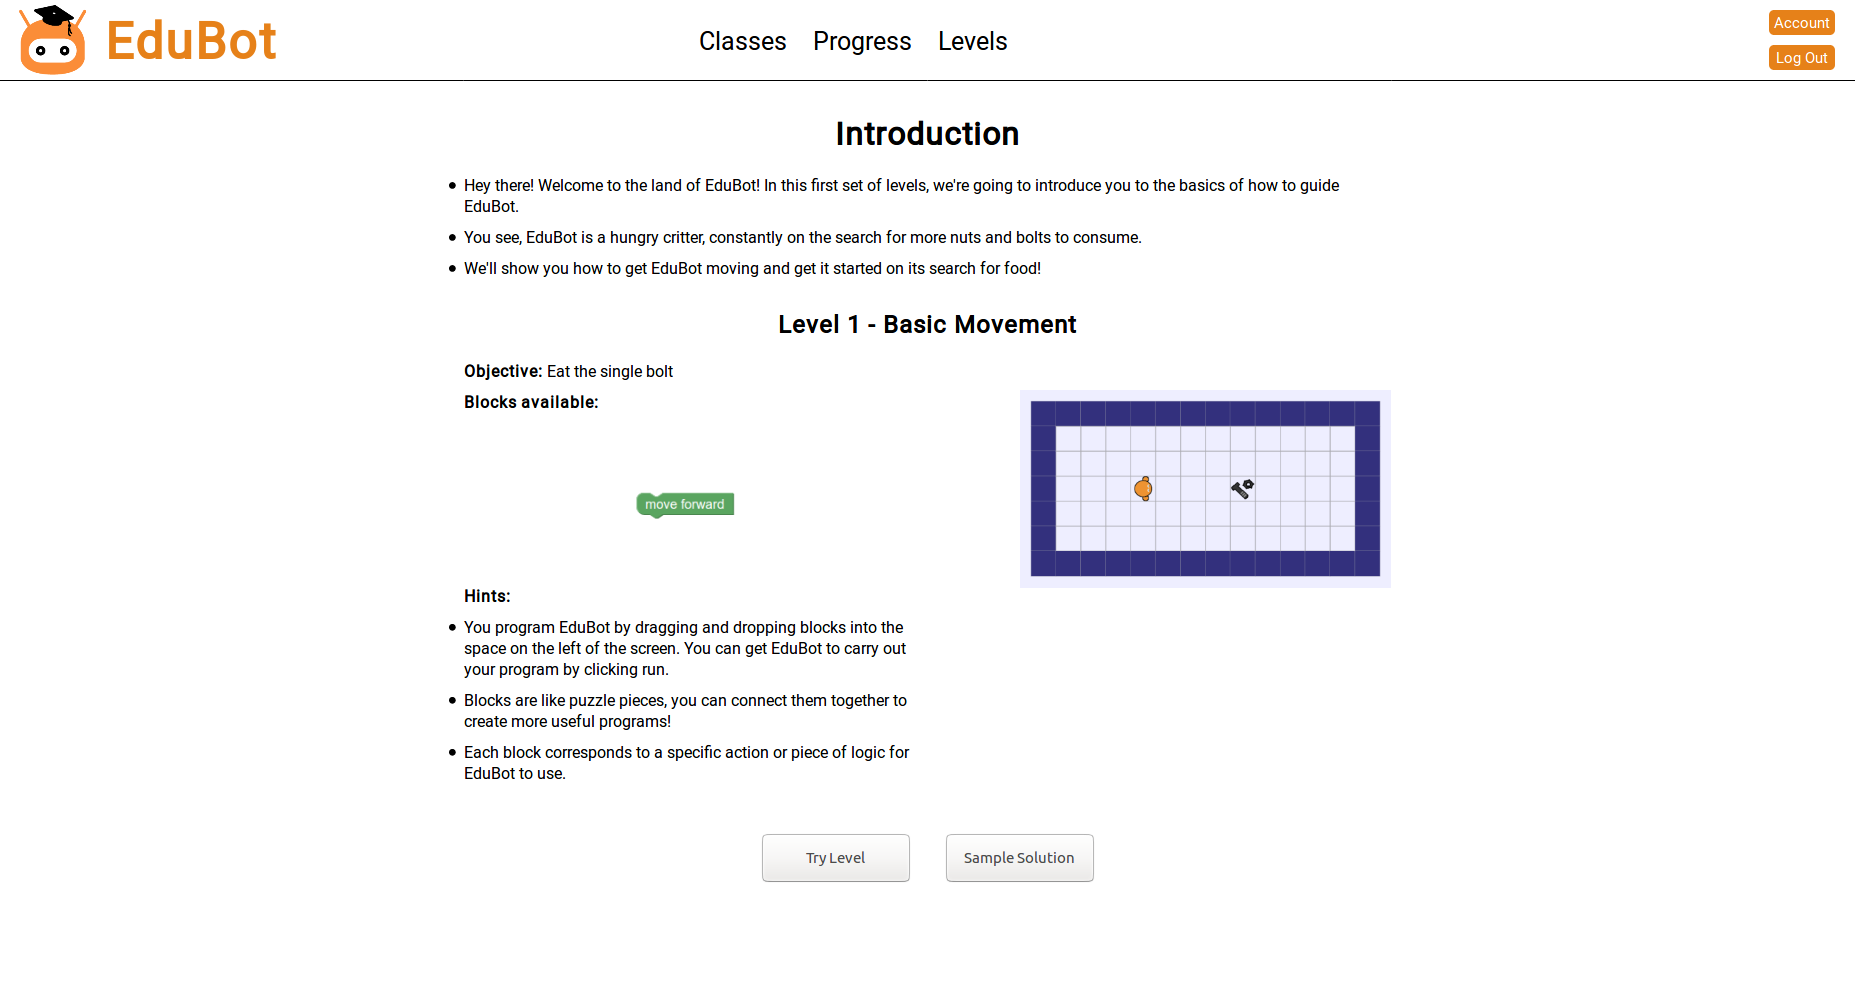 EduBot
Classes Progress Levels
Account
Log Out
Introduction
Hey there! Welcome to the land of EduBot! In this first set of levels, we're going to introduce you to the basics of how to guide
EduBot.
You see, EduBot is a hungry critter, constantly on the search for more nuts and bolts to consume.
We'll show you how to get EduBot moving and get it started on its search for food!
Level 1 - Basic Movement
Objective: Eat the single bolt
Blocks available:
move forward
Hints:
You program EduBot by dragging and dropping blocks into the
space on the left of the screen. You can get EduBot to carry out
your program by clicking run.
Blocks are like puzzle pieces, you can connect them together to
create more useful programs!
Each block corresponds to a specific action or piece of logic for
EduBot to use.
Try Level
Sample Solution